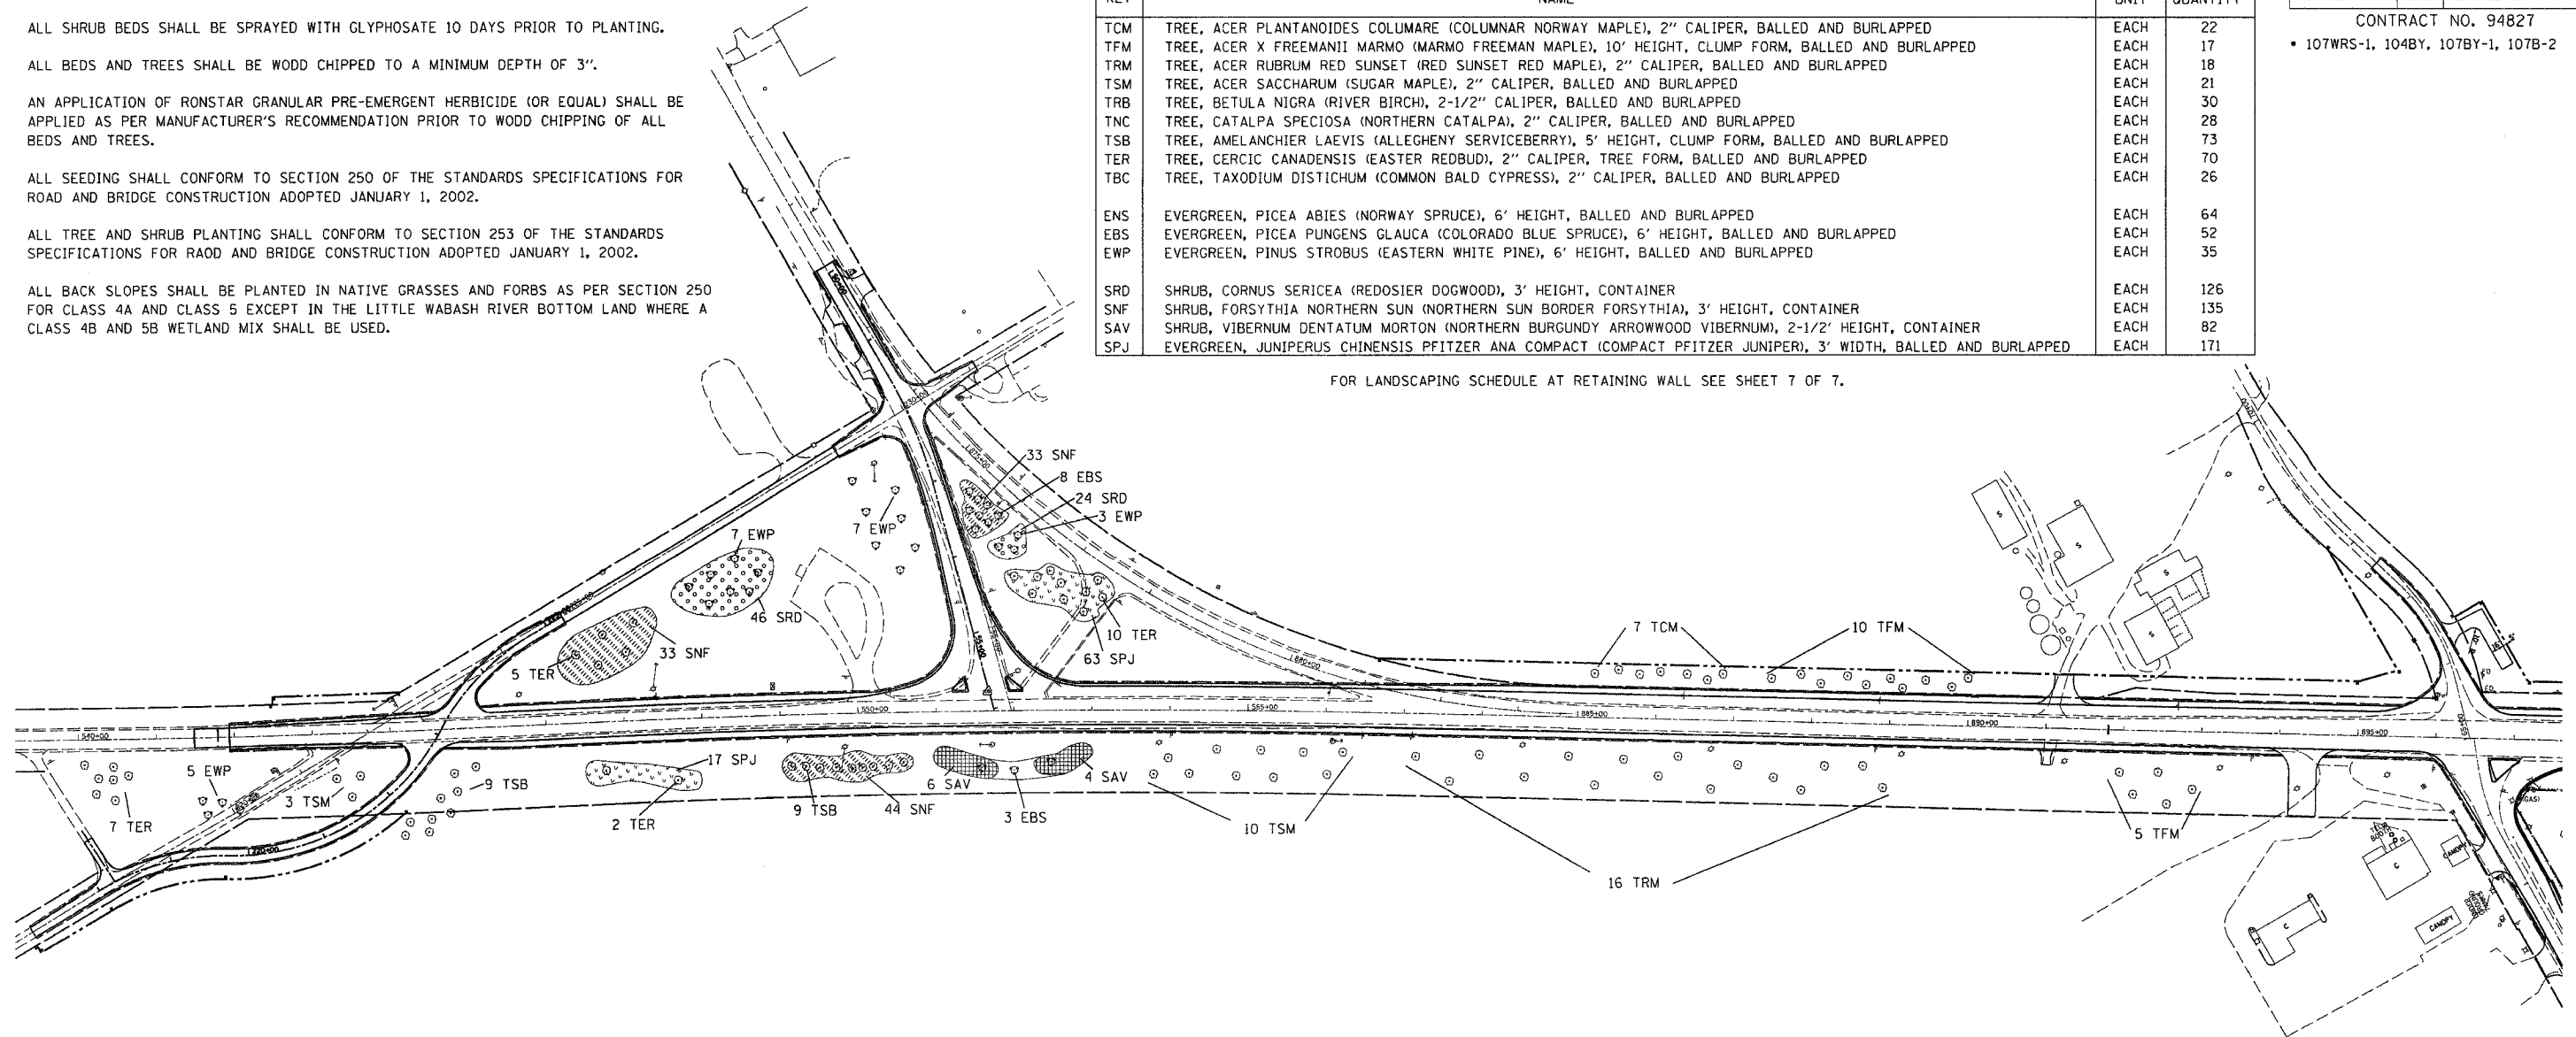 ALL SHRUB BEDS SHALL BE SPRAYED WITH GLYPHOSATE 10 DAYS PRIOR TO PLANTING.
ALL BEDS AND TREES SHALL BE WODD CHIPPED TO A MINIMUM DEPTH OF 3".
AN APPLICATION OF RONSTAR GRANULAR PRE-EMERGENT HERBICIDE (OR EQUAL) SHALL BE
APPLIED AS PER MANUFACTURER'S RECOMMENDATION PRIOR TO WODD CHIPPING OF ALL
BEDS AND TREES.
ALL SEEDING SHALL CONFORM TO SECTION 250 OF THE STANDARDS SPECIFICATIONS FOR
ROAD AND BRIDGE CONSTRUCTION ADOPTED JANUARY 1, 2002.
ALL TREE AND SHRUB PLANTING SHALL CONFORM TO SECTION 253 OF THE STANDARDS
SPECIFICATIONS FOR RAOD AND BRIDGE CONSTRUCTION ADOPTED JANUARY 1, 2002.
ALL BACK SLOPES SHALL BE PLANTED IN NATIVE GRASSES AND FORBS AS PER SECTION 250
FOR CLASS 4A AND CLASS 5 EXCEPT IN THE LITTLE WABASH RIVER BOTTOM LAND WHERE A
CLASS 4B AND 5B WETLAND MIX SHALL BE USED.
KEY NAME UNIT QUANTITY
TCM TREE, ACER PLANTANOIDES COLUMARE (COLUMNAR NORWAY MAPLE), 2" CALIPER, BALLED AND BURLAPPED EACH 22
TFM TREE, ACER X FREEMANII MARMO (MARMO FREEMAN MAPLE), 10' HEIGHT, CLUMP FORM, BALLED AND BURLAPPED EACH 17
TRM TREE, ACER RUBRUM RED SUNSET (RED SUNSET RED MAPLE), 2" CALIPER, BALLED AND BURLAPPED EACH 18
TSM TREE, ACER SACCHARUM (SUGAR MAPLE), 2" CALIPER, BALLED AND BURLAPPED EACH 21
TRB TREE, BETULA NIGRA (RIVER BIRCH), 2-1/2" CALIPER, BALLED AND BURLAPPED EACH 30
TNC TREE, CATALPA SPECIOSA (NORTHERN CATALPA), 2" CALIPER, BALLED AND BURLAPPED EACH 28
TSB TREE, AMELANCHIER LAEVIS (ALLEGHENY SERVICEBERRY), 5' HEIGHT, CLUMP FORM, BALLED AND BURLAPPED EACH 73
TER TREE, CERCIC CANADENSIS (EASTER REDBUD), 2" CALIPER, TREE FORM, BALLED AND BURLAPPED EACH 70
TBC TREE, TAXODIUM DISTICHUM (COMMON BALD CYPRESS), 2" CALIPER, BALLED AND BURLAPPED EACH 26
ENS EVERGREEN, PICEA ABIES (NORWAY SPRUCE), 6' HEIGHT, BALLED AND BURLAPPED EACH 64
EBS EVERGREEN, PICEA PUNGENS GLAUCA (COLORADO BLUE SPRUCE), 6' HEIGHT, BALLED AND BURLAPPED EACH 52
EWP EVERGREEN, PINUS STROBUS (EASTERN WHITE PINE), 6' HEIGHT, BALLED AND BURLAPPED EACH 35
SRD SHRUB, CORNUS SERICEA (REDOSIER DOGWOOD), 3' HEIGHT, CONTAINER EACH 126
SNF SHRUB, FORSYTHIA NORTHERN SUN (NORTHERN SUN BORDER FORSYTHIA), 3' HEIGHT, CONTAINER EACH 135
SAV SHRUB, VIBERNUM DENTATUM MORTON (NORTHERN BURGUNDY ARROWWOOD VIBERNUM), 2-1/2' HEIGHT, CONTAINER EACH 82
SPJ EVERGREEN, JUNIPERUS CHINENSIS PFITZER ANA COMPACT (COMPACT PFITZER JUNIPER), 3' WIDTH, BALLED AND BURLAPPED EACH 171
CONTRACT NO. 94827
• 107WRS-1, 104BY, 107BY-1, 107B-2
FOR LANDSCAPING SCHEDULE AT RETAINING WALL SEE SHEET 7 OF 7.
33 SNF
8 EBS
24 SRD
3 EWP
7 EWP
7 EWP
46 SRD
10 TER
63 SPJ
33 SNF
5 TER
7 TCM
10 TFM
5 EWP
3 TSM
7 TER
9 TSB
17 SPJ
2 TER
9 TSB
44 SNF
6 SAV
4 SAV
3 EBS
10 TSM
16 TRM
5 TFM
1540+00
1550+00
1565+00
1885+00
1890+00
1895+00
1880+00
1875+00
S
S
S
S
C
C
CANOPY
CANOPY
(GAS)